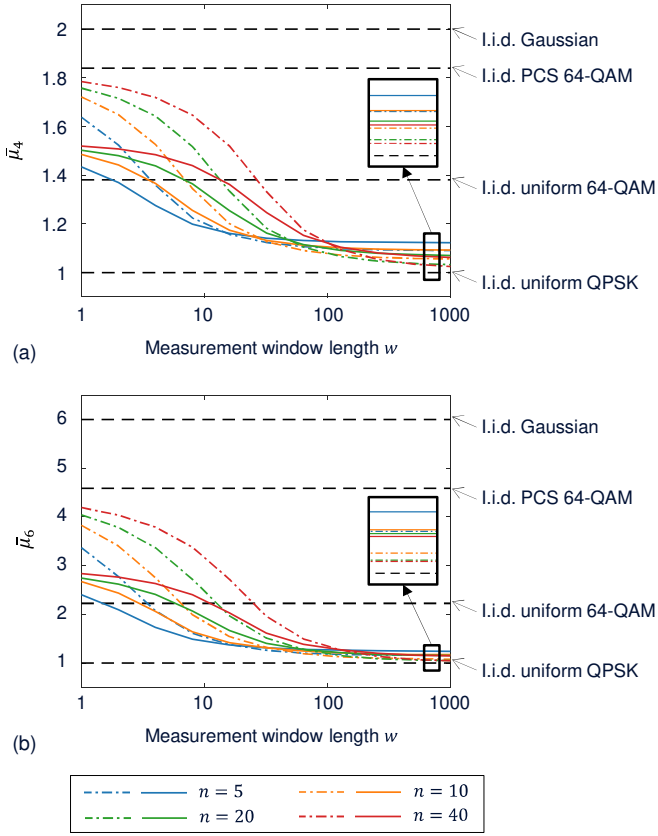 2
I.i.d. Gaussian
I.i.d. PCS 64-QAM
1.8
1.6
μ̄₄
1.4
I.i.d. uniform 64-QAM
1.2
1
I.i.d. uniform QPSK
1
10
100
1000
(a)
Measurement window length w
6
I.i.d. Gaussian
5
I.i.d. PCS 64-QAM
4
μ̄₆
3
2
I.i.d. uniform 64-QAM
1
I.i.d. uniform QPSK
1
10
100
1000
(b)
Measurement window length w
n = 5
n = 10
n = 20
n = 40